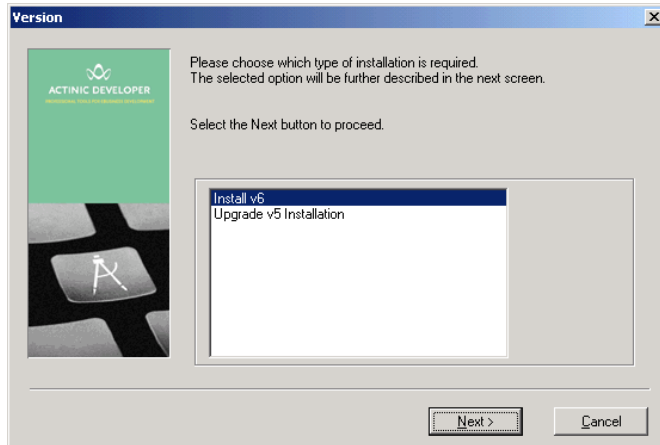 Version
ACTINIC DEVELOPER
Please choose which type of installation is required.
The selected option will be further described in the next screen.
Select the Next button to proceed.
Install v6
Upgrade v5 Installation
Next >
Cancel